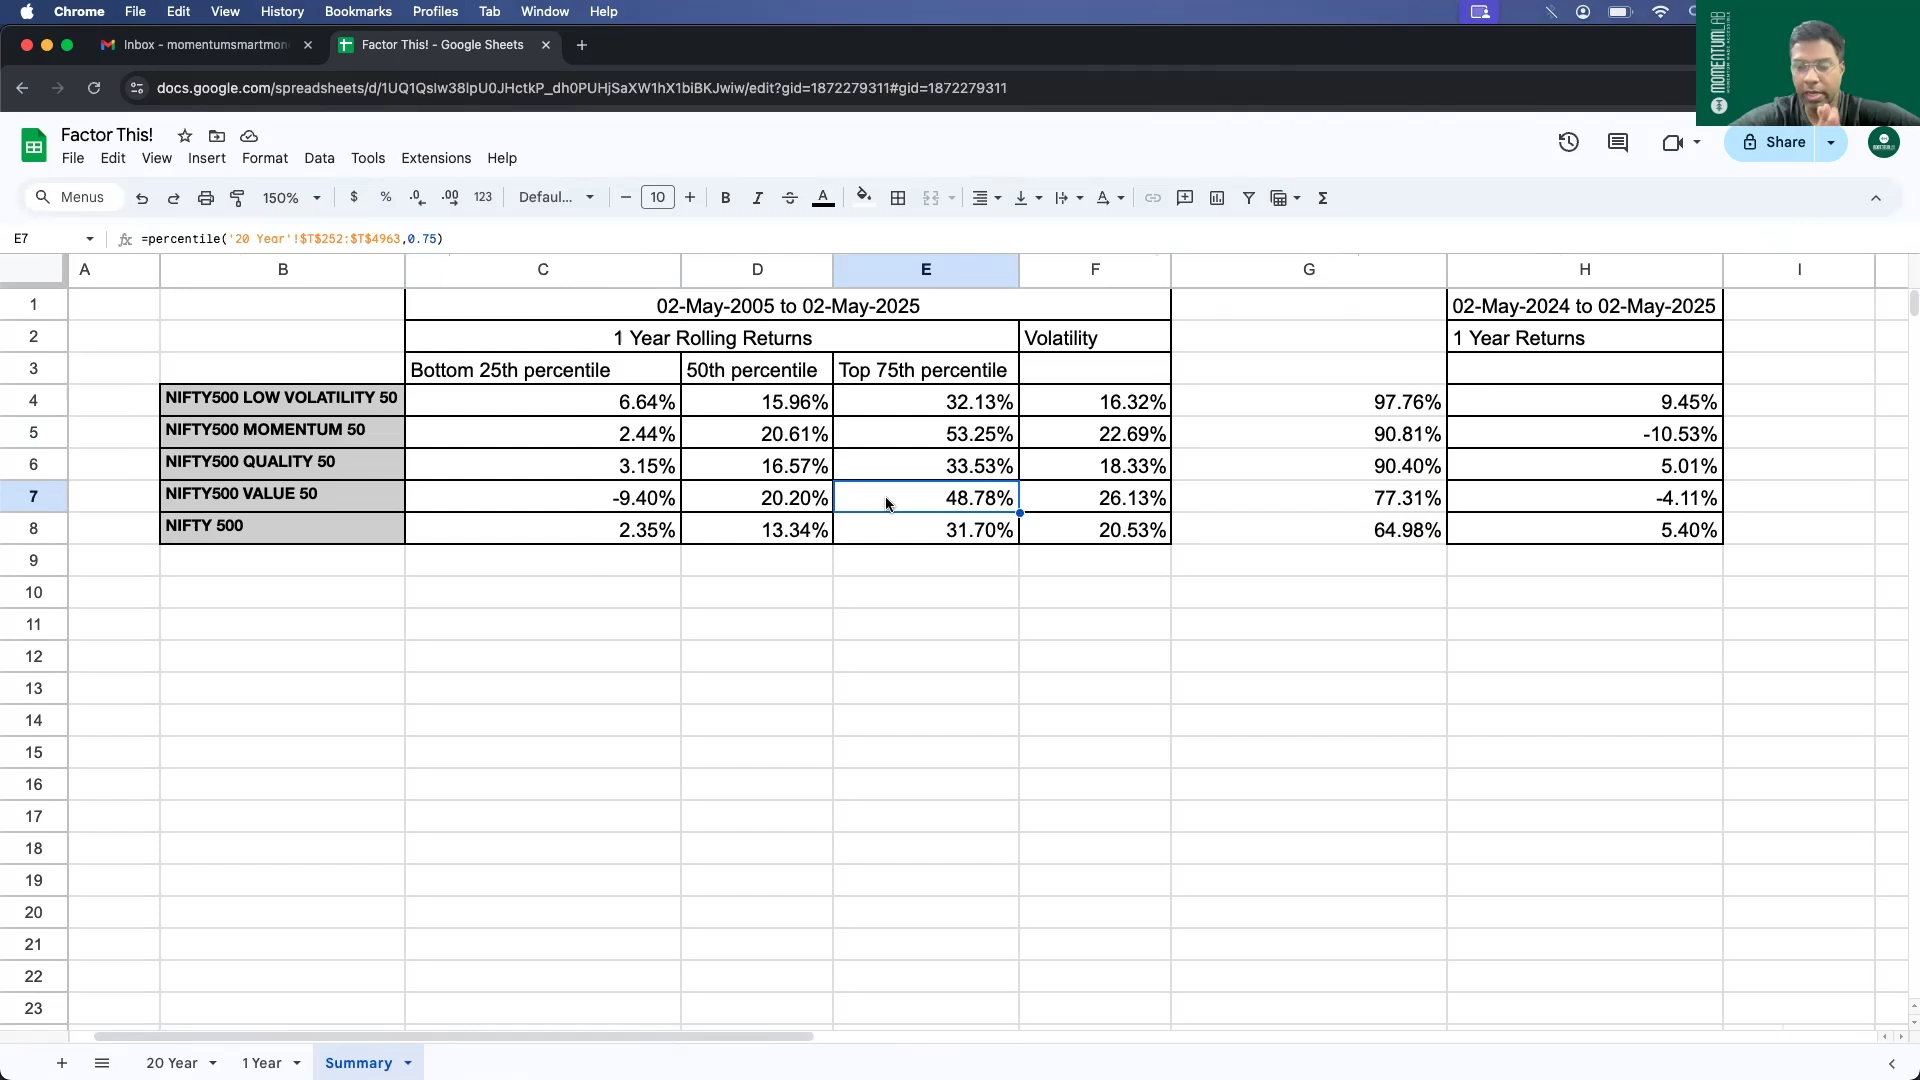 Chrome File Edit View History Bookmarks Profiles Tab Window Help
Inbox - momentumsmartmon
Factor This! - Google Sheets
docs.google.com/spreadsheets/d/1UQ1Qslw38lpU0JHctkP_dh0PUHjSaXW1hX1biBKJwiw/edit?gid=1872279311#gid=1872279311
MOMENTUMLAB
Factor This!
File Edit View Insert Format Data Tools Extensions Help
Share
Menus 150% $ % .0 .00 123 Defaul... 10 B I A Σ
E7 fx =percentile('20 Year'!$T$252:$T$4963,0.75)
A B C D E F G H I
1 02-May-2005 to 02-May-2025 02-May-2024 to 02-May-2025
2 1 Year Rolling Returns Volatility 1 Year Returns
3 Bottom 25th percentile 50th percentile Top 75th percentile
4 NIFTY500 LOW VOLATILITY 50 6.64% 15.96% 32.13% 16.32% 97.76% 9.45%
5 NIFTY500 MOMENTUM 50 2.44% 20.61% 53.25% 22.69% 90.81% -10.53%
6 NIFTY500 QUALITY 50 3.15% 16.57% 33.53% 18.33% 90.40% 5.01%
7 NIFTY500 VALUE 50 -9.40% 20.20% 48.78% 26.13% 77.31% -4.11%
8 NIFTY 500 2.35% 13.34% 31.70% 20.53% 64.98% 5.40%
9
10
11
12
13
14
15
16
17
18
19
20
21
22
23
20 Year 1 Year Summary